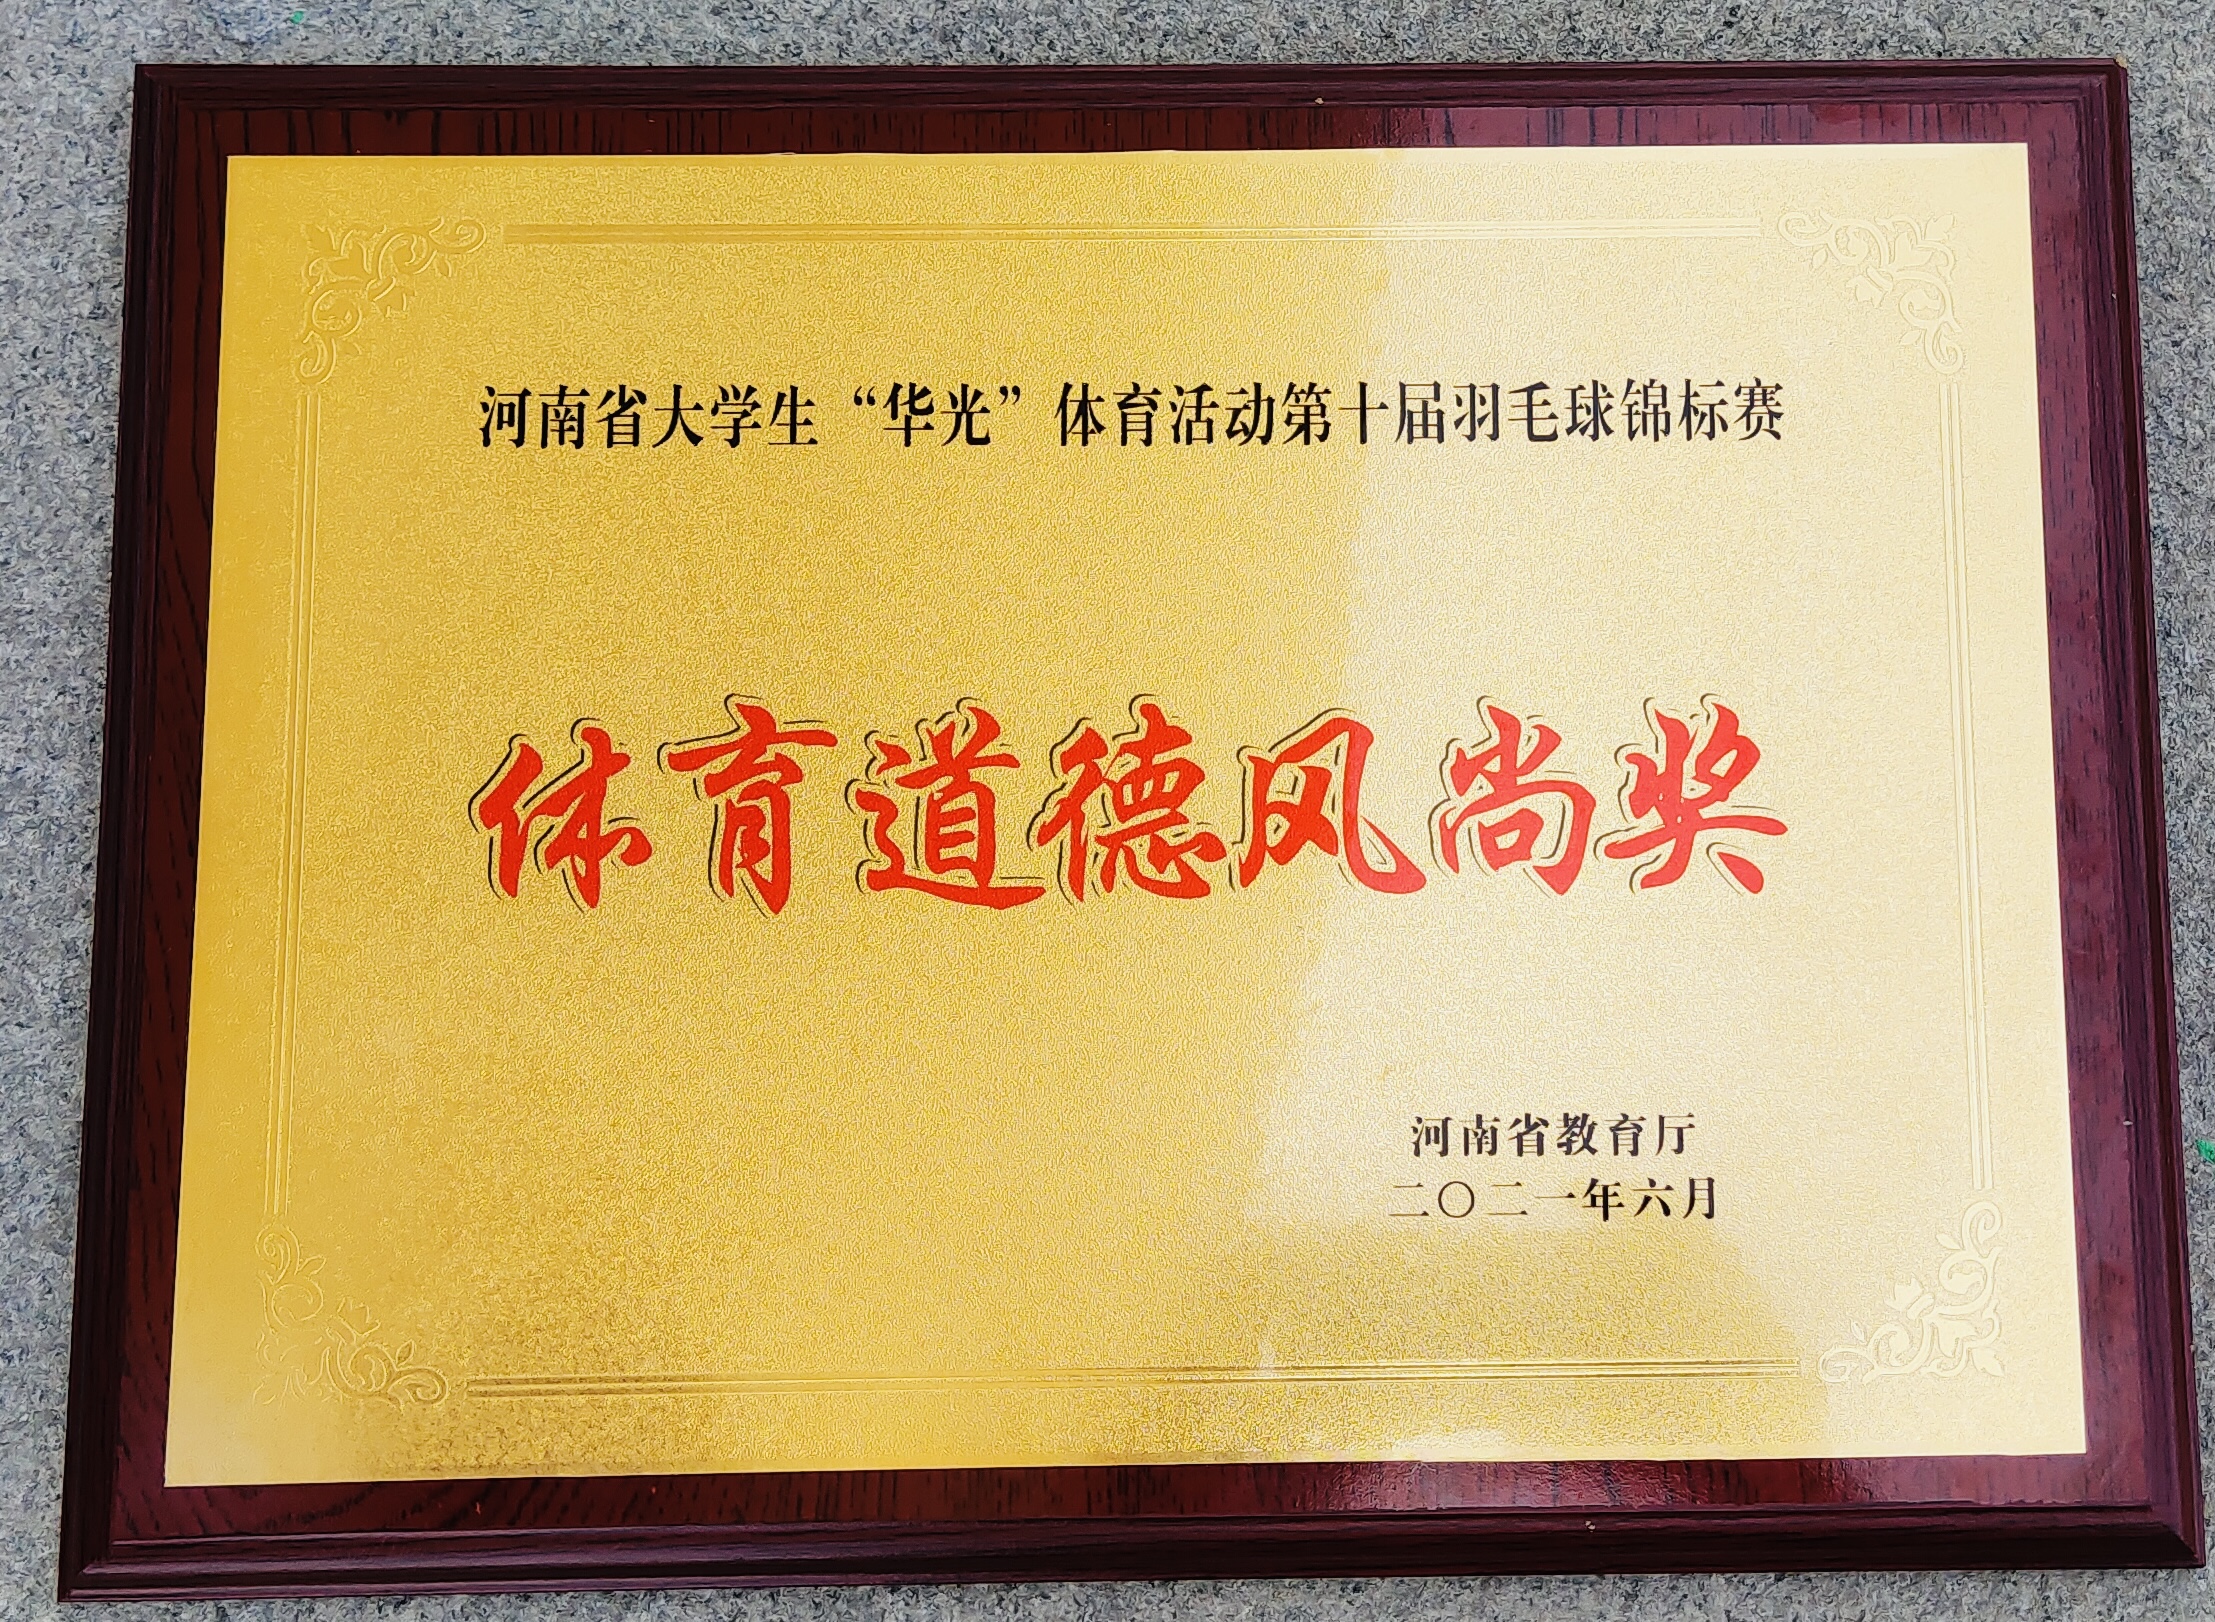 河南省大学生“华光”体育活动第十届羽毛球锦标赛
体育道德风尚奖
河南省教育厅
二〇二一年六月